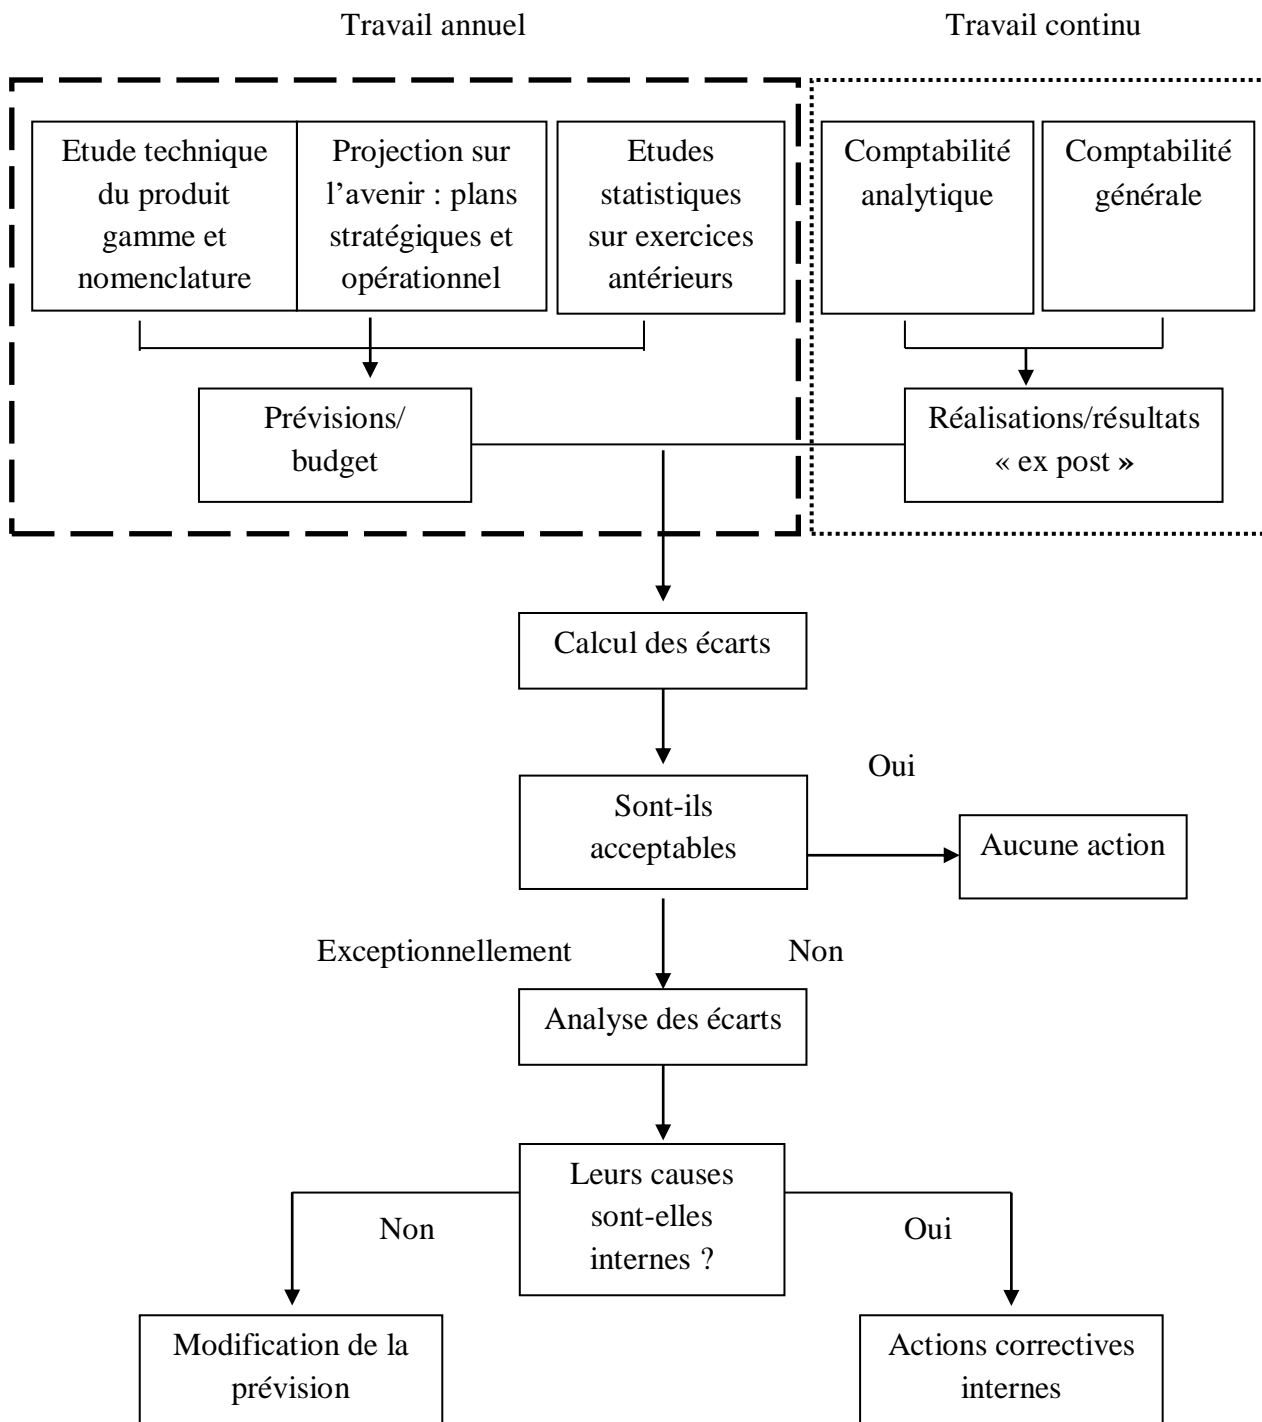 Travail annuel
Travail continu
Etude technique
du produit
gamme et
nomenclature
Projection sur
l’avenir : plans
stratégiques et
opérationnel
Etudes
statistiques
sur exercices
antérieurs
Comptabilité
analytique
Comptabilité
générale
Prévisions/
budget
Réalisations/résultats
« ex post »
Calcul des écarts
Sont-ils
acceptables
Oui
Aucune action
Exceptionnellement
Non
Analyse des écarts
Leurs causes
sont-elles
internes ?
Non
Oui
Modification de la
prévision
Actions correctives
internes